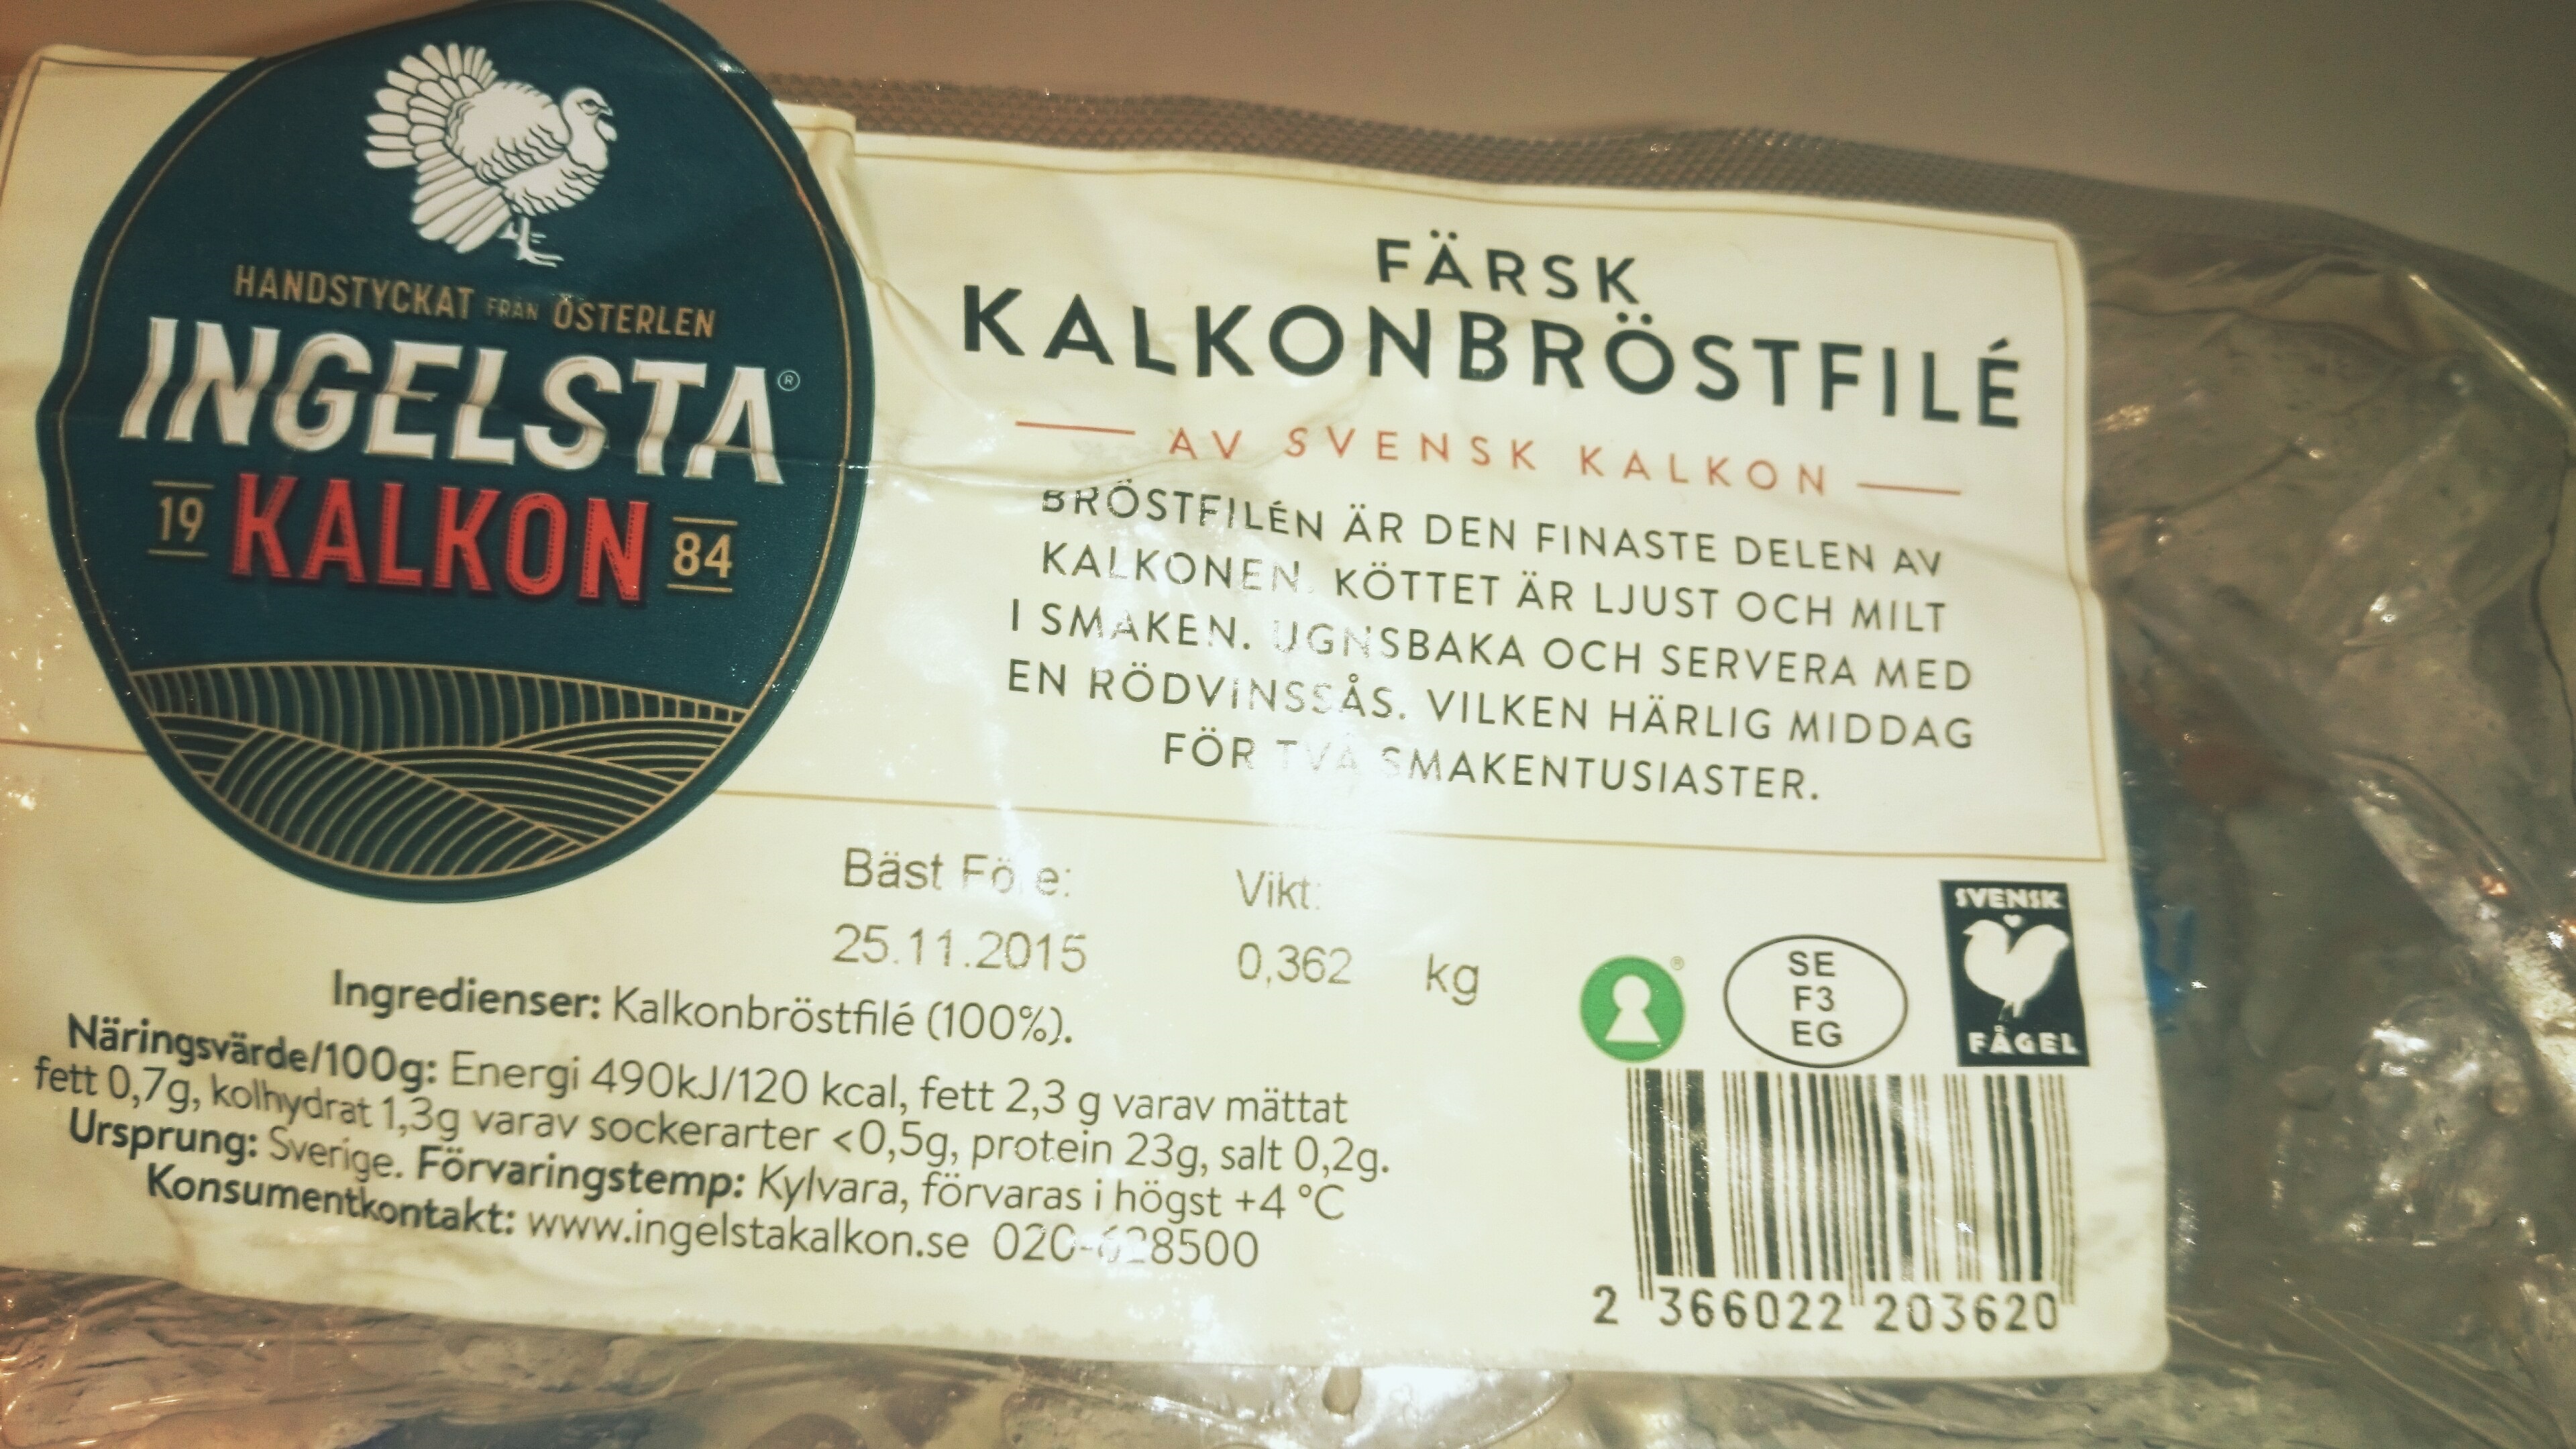 HANDSTYCKAT FRÅN ÖSTERLEN
INGELSTA®
19 KALKON 84
FÄRSK
KALKONBRÖSTFILÉ
AV SVENSK KALKON
BRÖSTFILÉN ÄR DEN FINASTE DELEN AV
KALKONEN. KÖTTET ÄR LJUST OCH MILT
I SMAKEN. UGNSBAKA OCH SERVERA MED
EN RÖDVINSSÅS. VILKEN HÄRLIG MIDDAG
FÖR TVÅ SMAKENTUSIASTER.
Bäst Före: Vikt:
25.11.2015 0,362 kg
Ingredienser: Kalkonbröstfilé (100%).
Näringsvärde/100g: Energi 490kJ/120 kcal, fett 2,3 g varav mättat
fett 0,7g, kolhydrat 1,3g varav sockerarter <0,5g, protein 23g, salt 0,2g.
Ursprung: Sverige. Förvaringstemp: Kylvara, förvaras i högst +4 °C
Konsumentkontakt: www.ingelstakalkon.se
®
SE
F3
EG
SVENSK
FÅGEL
2 366022 203620